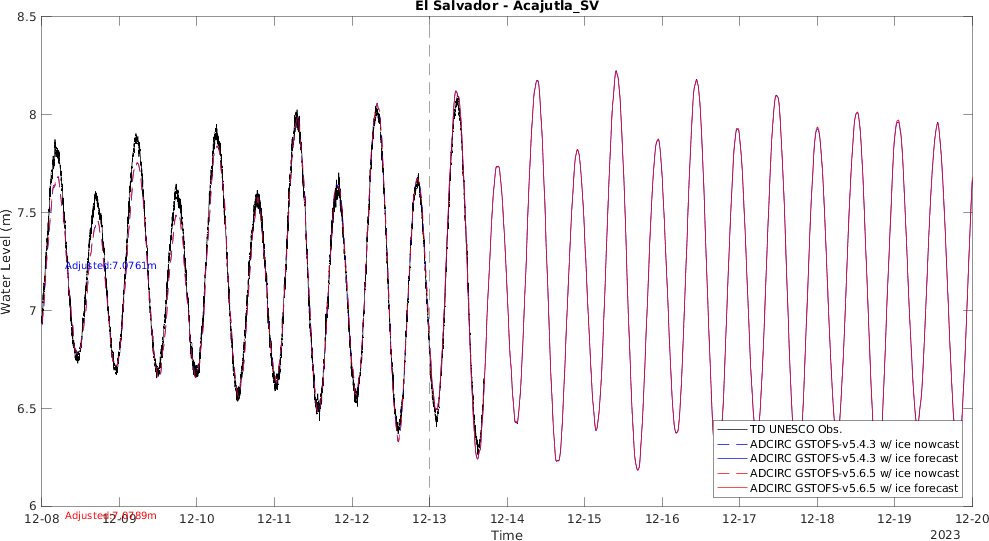 El Salvador - Acajutla_SV
8.5
8
7.5
7
6.5
6
Water Level (m)
Adjusted:7.0761m
TD UNESCO Obs.
ADCIRC GSTOFS-v5.4.3 w/ ice nowcast
ADCIRC GSTOFS-v5.4.3 w/ ice forecast
ADCIRC GSTOFS-v5.6.5 w/ ice nowcast
ADCIRC GSTOFS-v5.6.5 w/ ice forecast
12-08 12-09 12-10 12-11 12-12 12-13 12-14 12-15 12-16 12-17 12-18 12-19 12-20
Time
2023